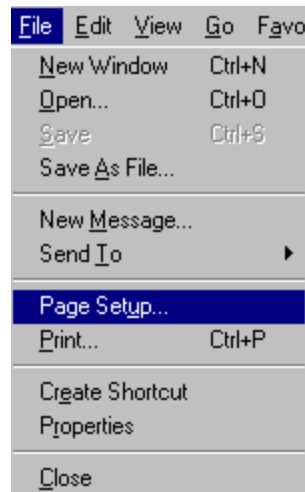 File Edit View Go Favo
New Window Ctrl+N
Open... Ctrl+O
Save Ctrl+S
Save As File...
New Message...
Send To
Page Setup...
Print... Ctrl+P
Create Shortcut
Properties
Close